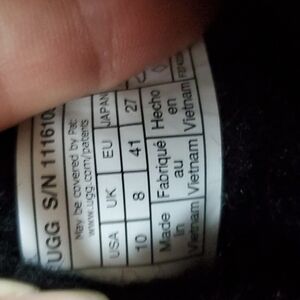 UGG S/N 111610
May be covered by Pat:
www.ugg.com/patents
USA UK EU JAPAN
10 8 41 27
Made in Vietnam
Fabriqué au Vietnam
Hecho en Vietnam